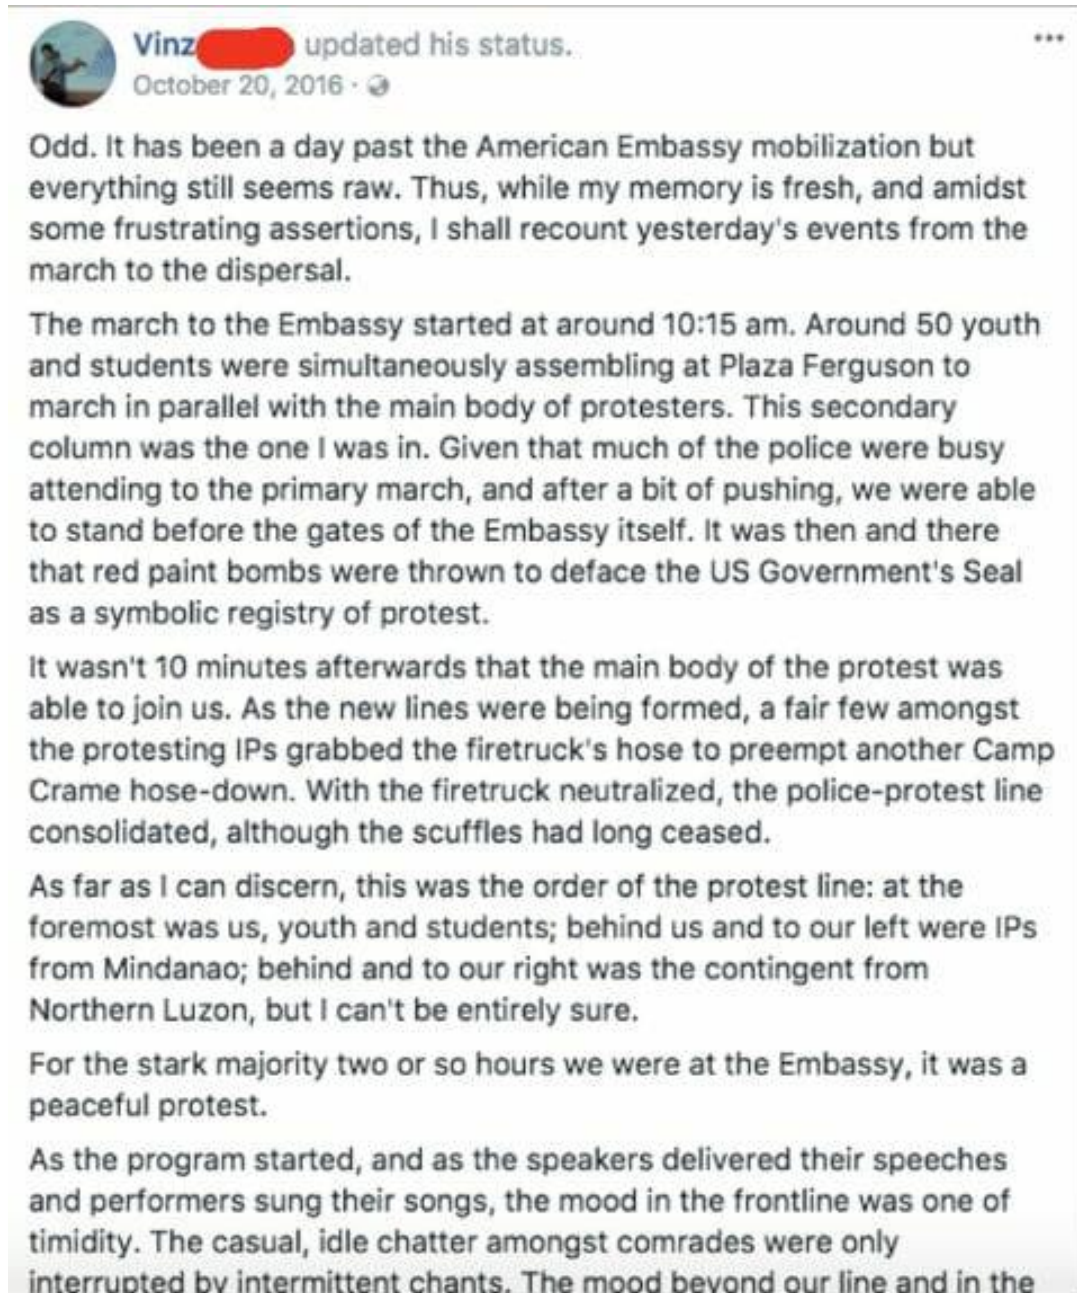 Vinz updated his status.
October 20, 2016 ·
Odd. It has been a day past the American Embassy mobilization but
everything still seems raw. Thus, while my memory is fresh, and amidst
some frustrating assertions, I shall recount yesterday's events from the
march to the dispersal.
The march to the Embassy started at around 10:15 am. Around 50 youth
and students were simultaneously assembling at Plaza Ferguson to
march in parallel with the main body of protesters. This secondary
column was the one I was in. Given that much of the police were busy
attending to the primary march, and after a bit of pushing, we were able
to stand before the gates of the Embassy itself. It was then and there
that red paint bombs were thrown to deface the US Government's Seal
as a symbolic registry of protest.
It wasn't 10 minutes afterwards that the main body of the protest was
able to join us. As the new lines were being formed, a fair few amongst
the protesting IPs grabbed the firetruck's hose to preempt another Camp
Crame hose-down. With the firetruck neutralized, the police-protest line
consolidated, although the scuffles had long ceased.
As far as I can discern, this was the order of the protest line: at the
foremost was us, youth and students; behind us and to our left were IPs
from Mindanao; behind and to our right was the contingent from
Northern Luzon, but I can't be entirely sure.
For the stark majority two or so hours we were at the Embassy, it was a
peaceful protest.
As the program started, and as the speakers delivered their speeches
and performers sung their songs, the mood in the frontline was one of
timidity. The casual, idle chatter amongst comrades were only
interrupted by intermittent chants. The mood beyond our line and in the